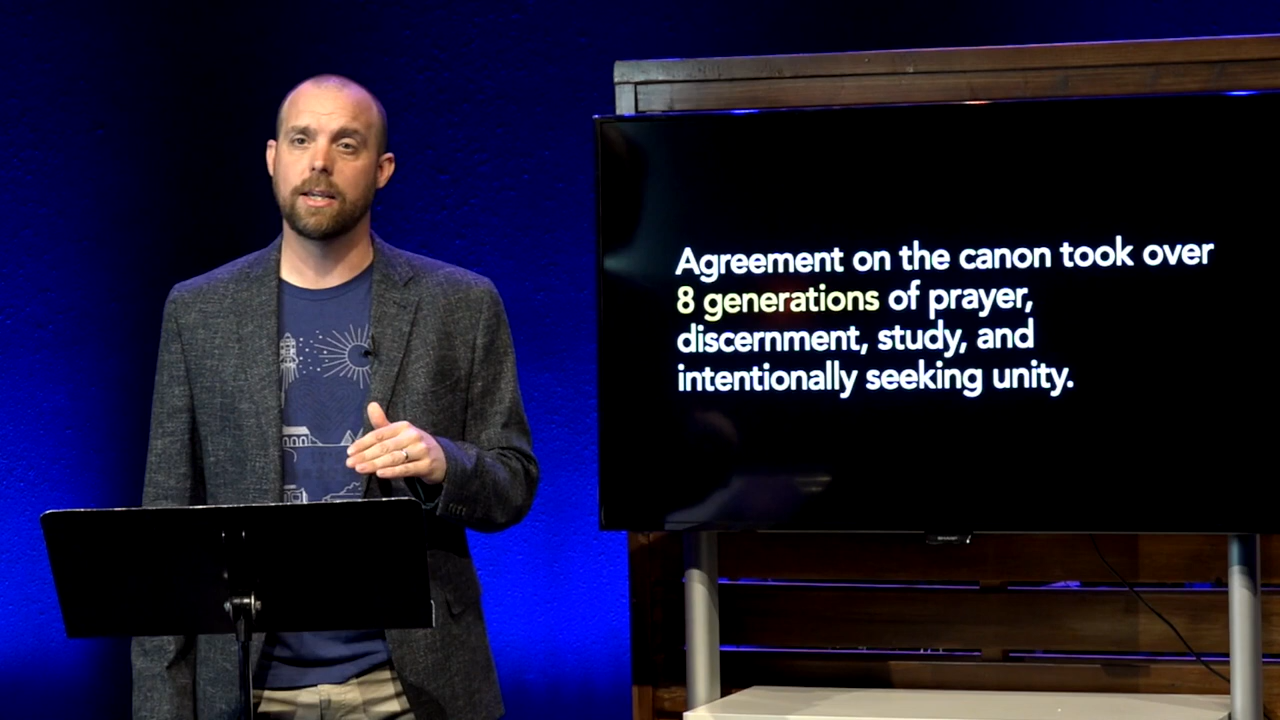 Agreement on the canon took over
8 generations of prayer,
discernment, study, and
intentionally seeking unity.